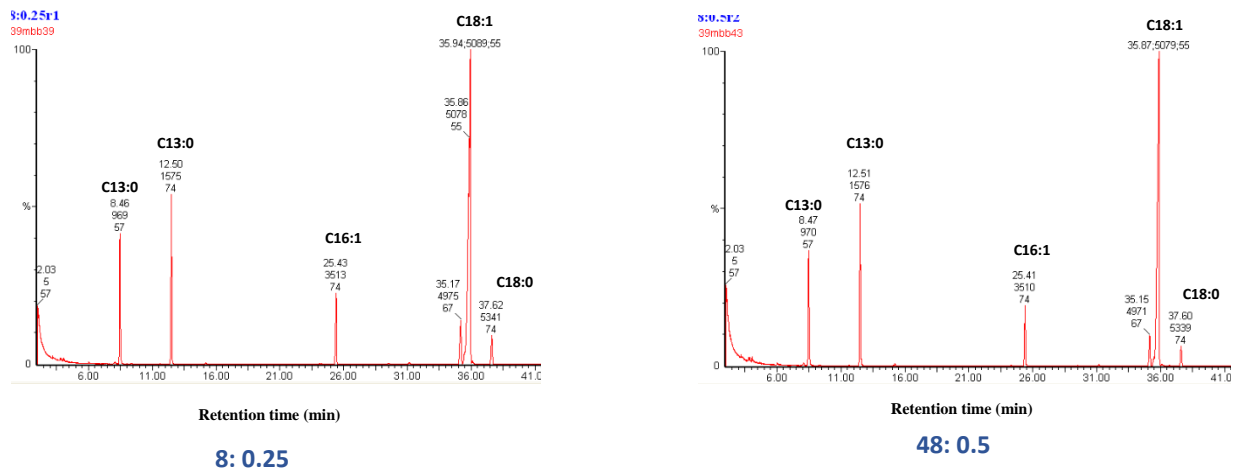 8:0.25r1
39mbb39
C18:1
35.94;5089;55
100
35.86
5078
55
C13:0
12.50
1575
74
C13:0
8.46
969
57
%
C16:1
25.43
3513
74
2.03
5
57
35.17
4975
67
C18:0
37.62
5341
74
0
6.00 11.00 16.00 21.00 26.00 31.00 36.00 41.0
Retention time (min)
8: 0.25
8:0.5r2
39mbb43
C18:1
35.87;5079;55
100
C13:0
12.51
1576
74
C13:0
8.47
970
57
%
C16:1
25.41
3510
74
2.03
5
57
35.15
4971
67
C18:0
37.60
5339
74
0
6.00 11.00 16.00 21.00 26.00 31.00 36.00 41.0
Retention time (min)
48: 0.5